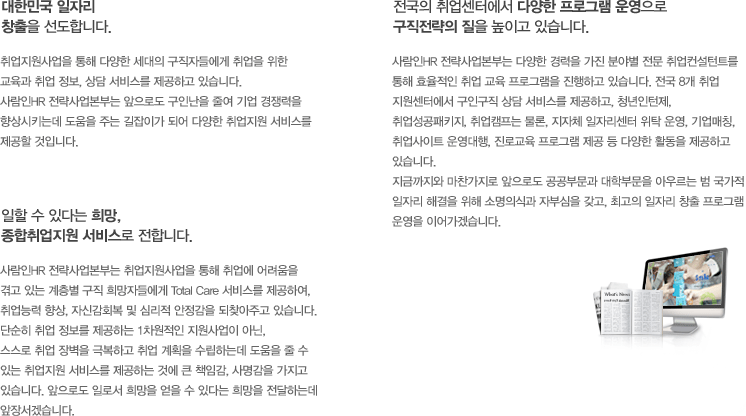 대한민국 일자리
창출을 선도합니다.
취업지원사업을 통해 다양한 세대의 구직자들에게 취업을 위한
교육과 취업 정보, 상담 서비스를 제공하고 있습니다.
사람인HR 전략사업본부는 앞으로도 구인난을 줄여 기업 경쟁력을
향상시키는데 도움을 주는 길잡이가 되어 다양한 취업지원 서비스를
제공할 것입니다.
일할 수 있다는 희망,
종합취업지원 서비스로 전합니다.
사람인HR 전략사업본부는 취업지원사업을 통해 취업에 어려움을
겪고 있는 계층별 구직 희망자들에게 Total Care 서비스를 제공하여,
취업능력 향상, 자신감회복 및 심리적 안정감을 되찾아주고 있습니다.
단순히 취업 정보를 제공하는 1차원적인 지원사업이 아닌,
스스로 취업 장벽을 극복하고 취업 계획을 수립하는데 도움을 줄 수
있는 취업지원 서비스를 제공하는 것에 큰 책임감, 사명감을 가지고
있습니다. 앞으로도 일로서 희망을 얻을 수 있다는 희망을 전달하는데
앞장서겠습니다.
전국의 취업센터에서 다양한 프로그램 운영으로
구직전략의 질을 높이고 있습니다.
사람인HR 전략사업본부는 다양한 경력을 가진 분야별 전문 취업컨설턴트를
통해 효율적인 취업 교육 프로그램을 진행하고 있습니다. 전국 8개 취업
지원센터에서 구인구직 상담 서비스를 제공하고, 청년인턴제,
취업성공패키지, 취업캠프는 물론, 지자체 일자리센터 위탁 운영, 기업매칭,
취업사이트 운영대행, 진로교육 프로그램 제공 등 다양한 활동을 제공하고
있습니다.
지금까지와 마찬가지로 앞으로도 공공부문과 대학부문을 아우르는 범 국가적
일자리 해결을 위해 소명의식과 자부심을 갖고, 최고의 일자리 창출 프로그램
운영을 이어가겠습니다.
What's News